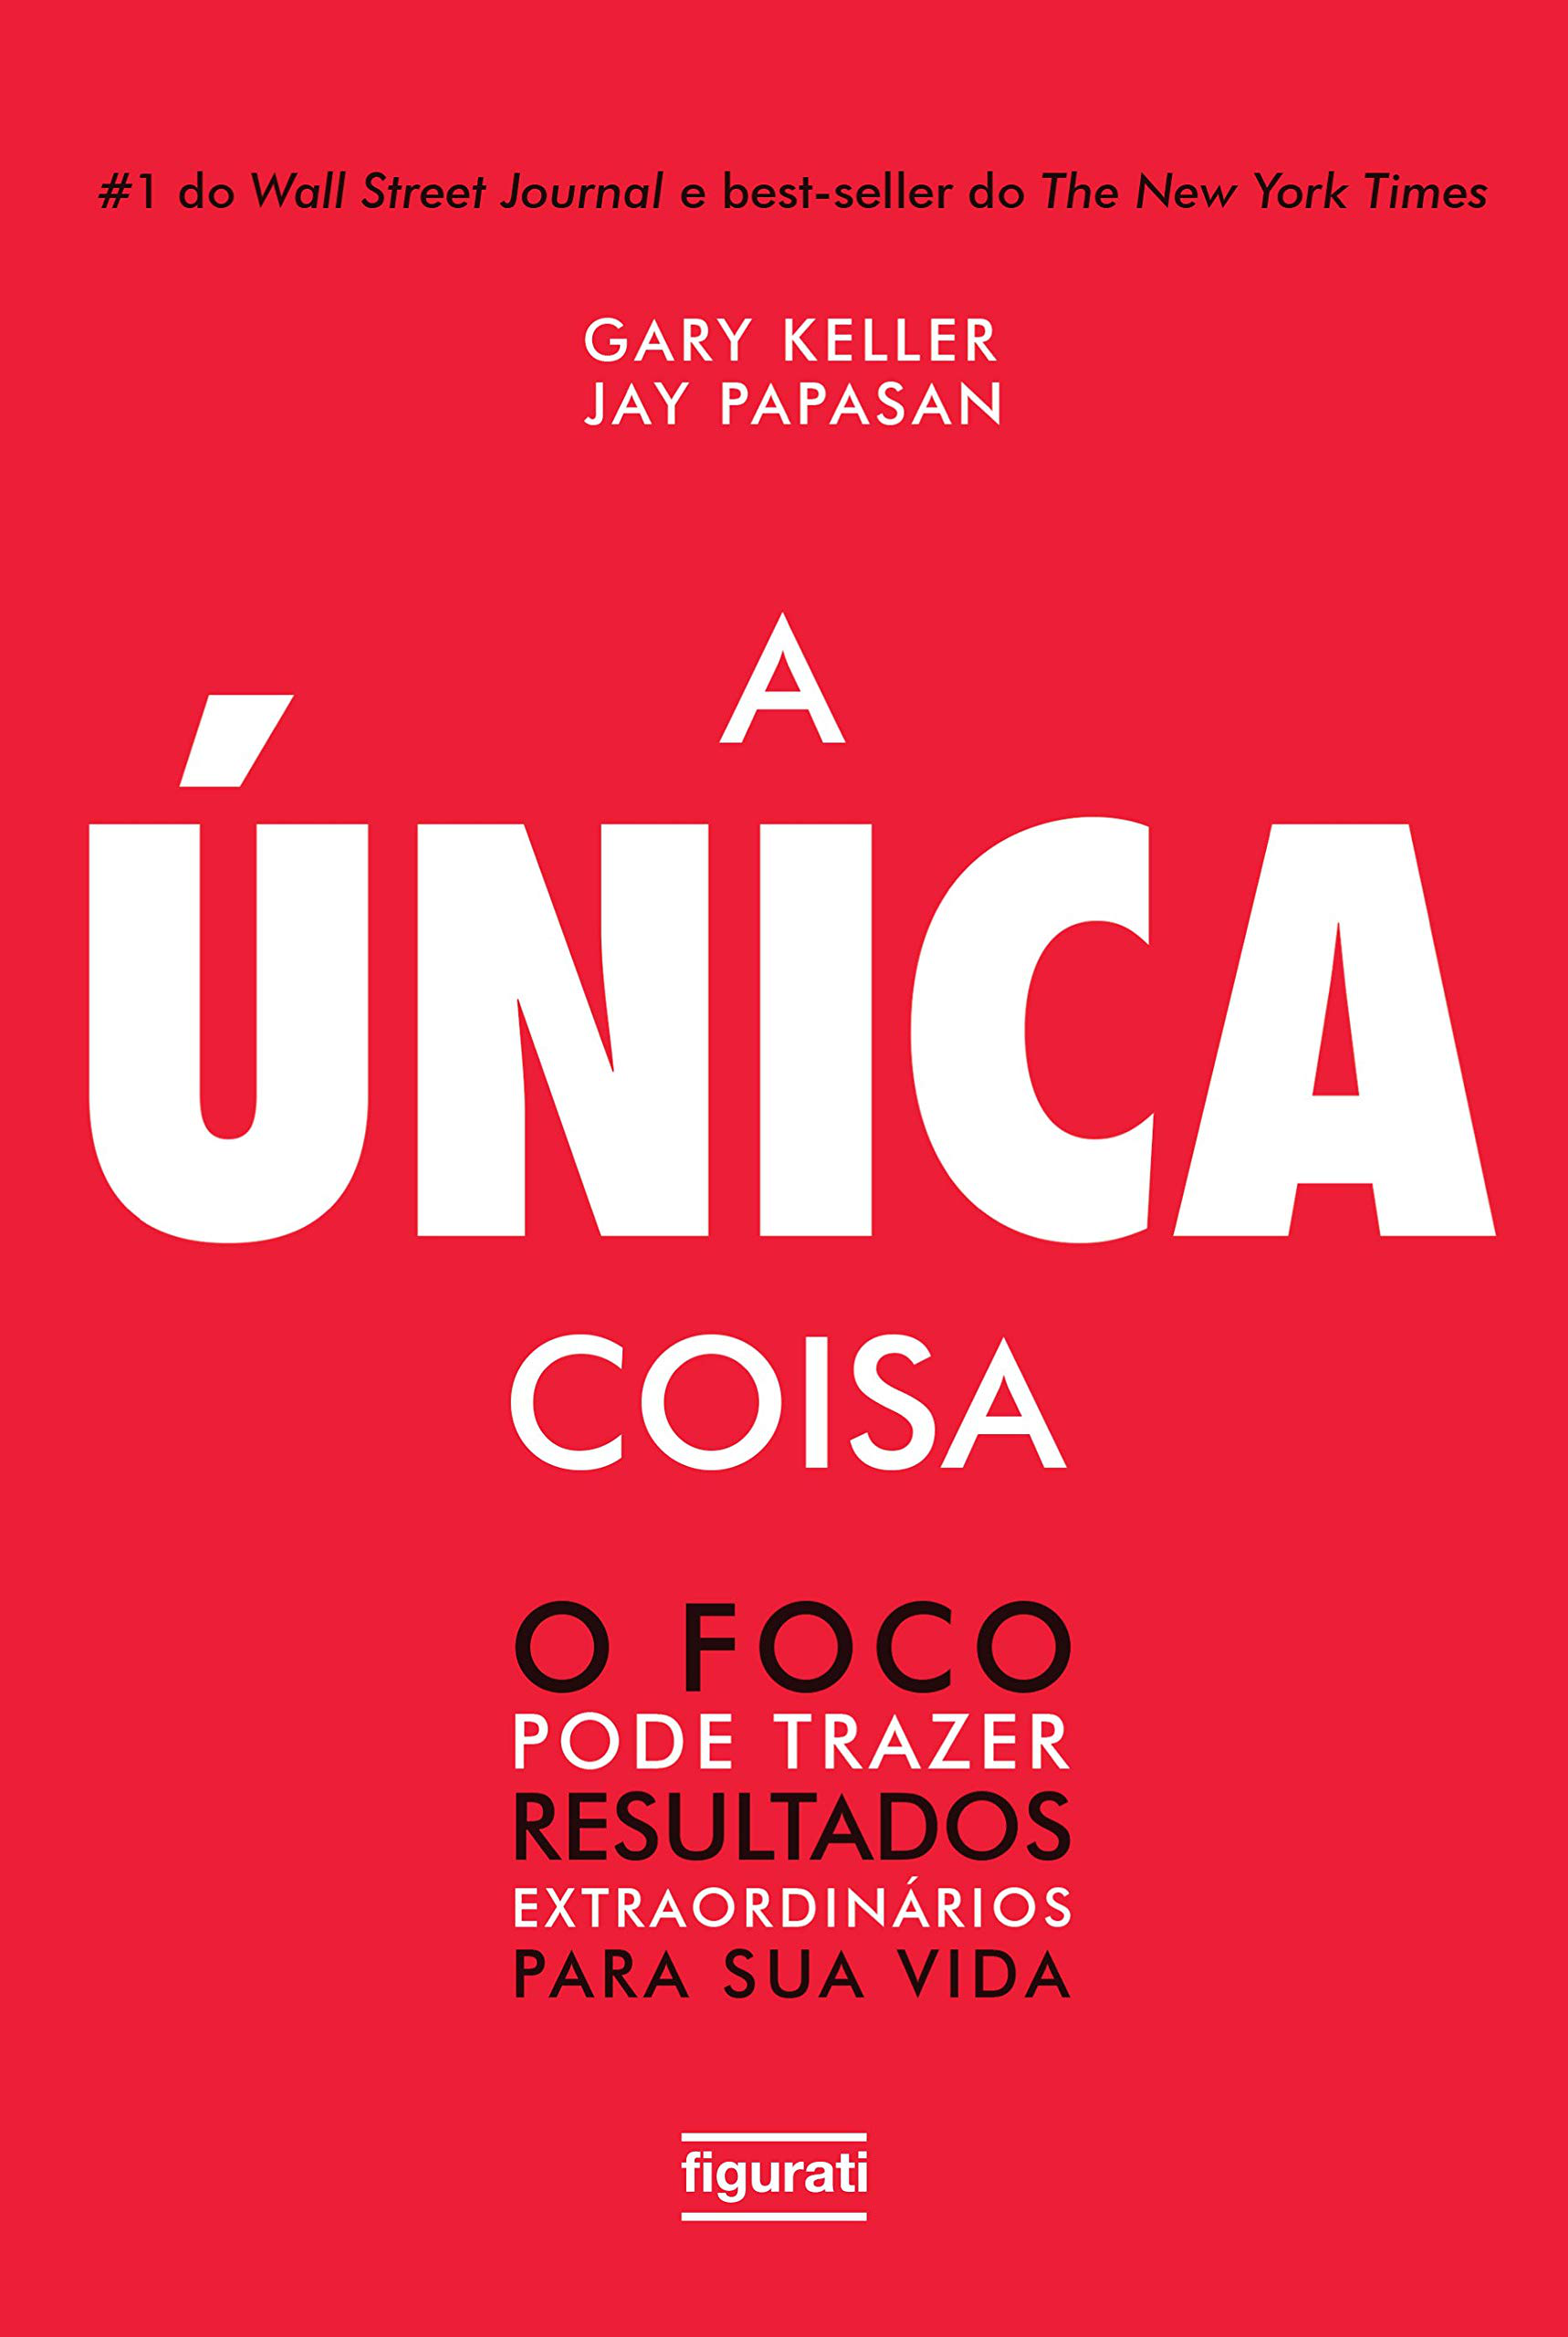 #1 do Wall Street Journal e best-seller do The New York Times
GARY KELLER
JAY PAPASAN
A
ÚNICA
COISA
O FOCO
PODE TRAZER
RESULTADOS
EXTRAORDINÁRIOS
PARA SUA VIDA
figurati